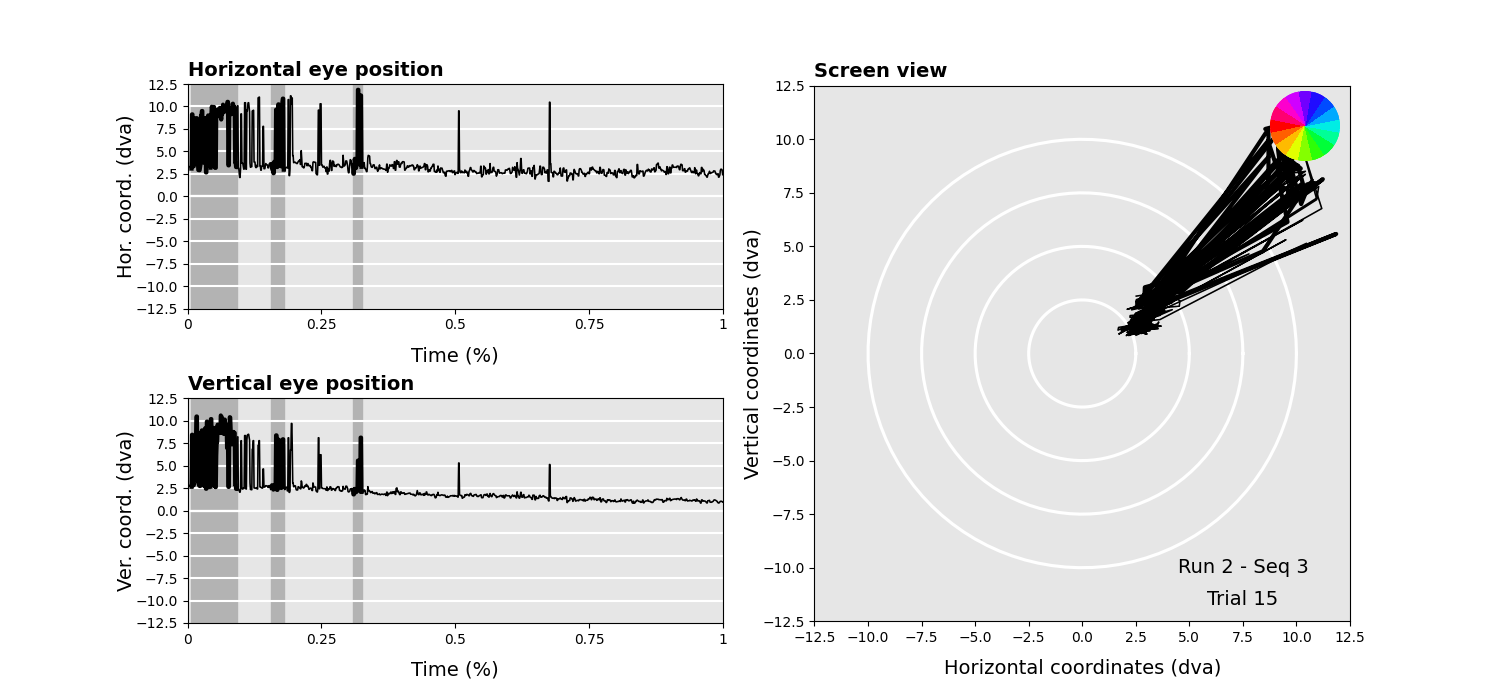 Horizontal eye position
Hor. coord. (dva)
12.5
10.0
7.5
5.0
2.5
0.0
−2.5
−5.0
−7.5
−10.0
−12.5
0 0.25 0.5 0.75 1
Time (%)
Vertical eye position
Ver. coord. (dva)
12.5
10.0
7.5
5.0
2.5
0.0
−2.5
−5.0
−7.5
−10.0
−12.5
0 0.25 0.5 0.75 1
Time (%)
Screen view
Vertical coordinates (dva)
12.5
10.0
7.5
5.0
2.5
0.0
−2.5
−5.0
−7.5
−10.0
−12.5
Run 2 - Seq 3
Trial 15
−12.5 −10.0 −7.5 −5.0 −2.5 0.0 2.5 5.0 7.5 10.0 12.5
Horizontal coordinates (dva)